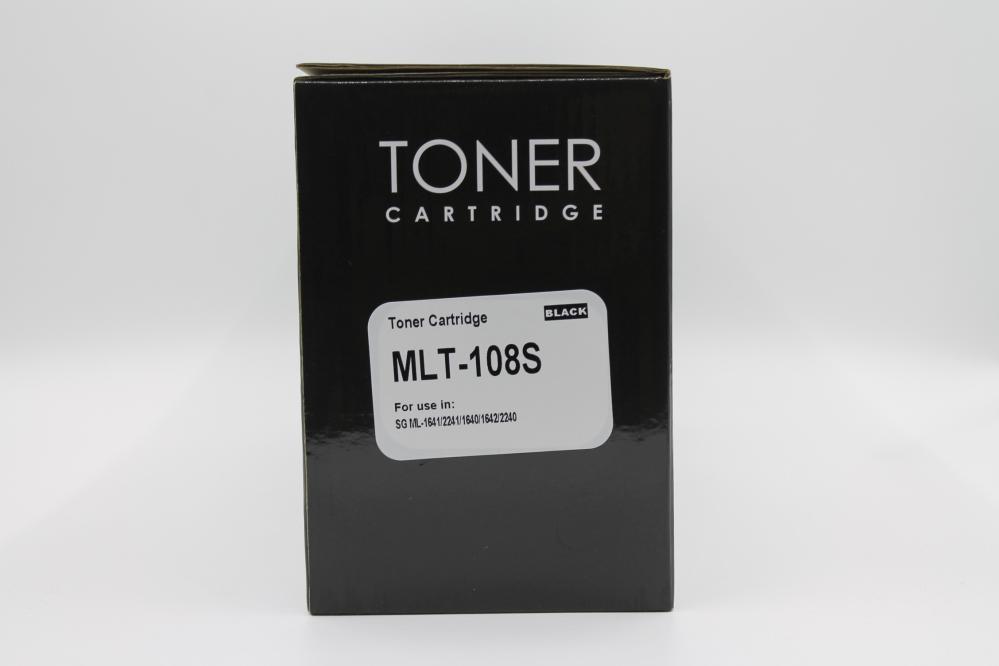 TONER
CARTRIDGE
Toner Cartridge BLACK
MLT-108S
For use in:
SG ML-1641/2241/1640/1642/2240